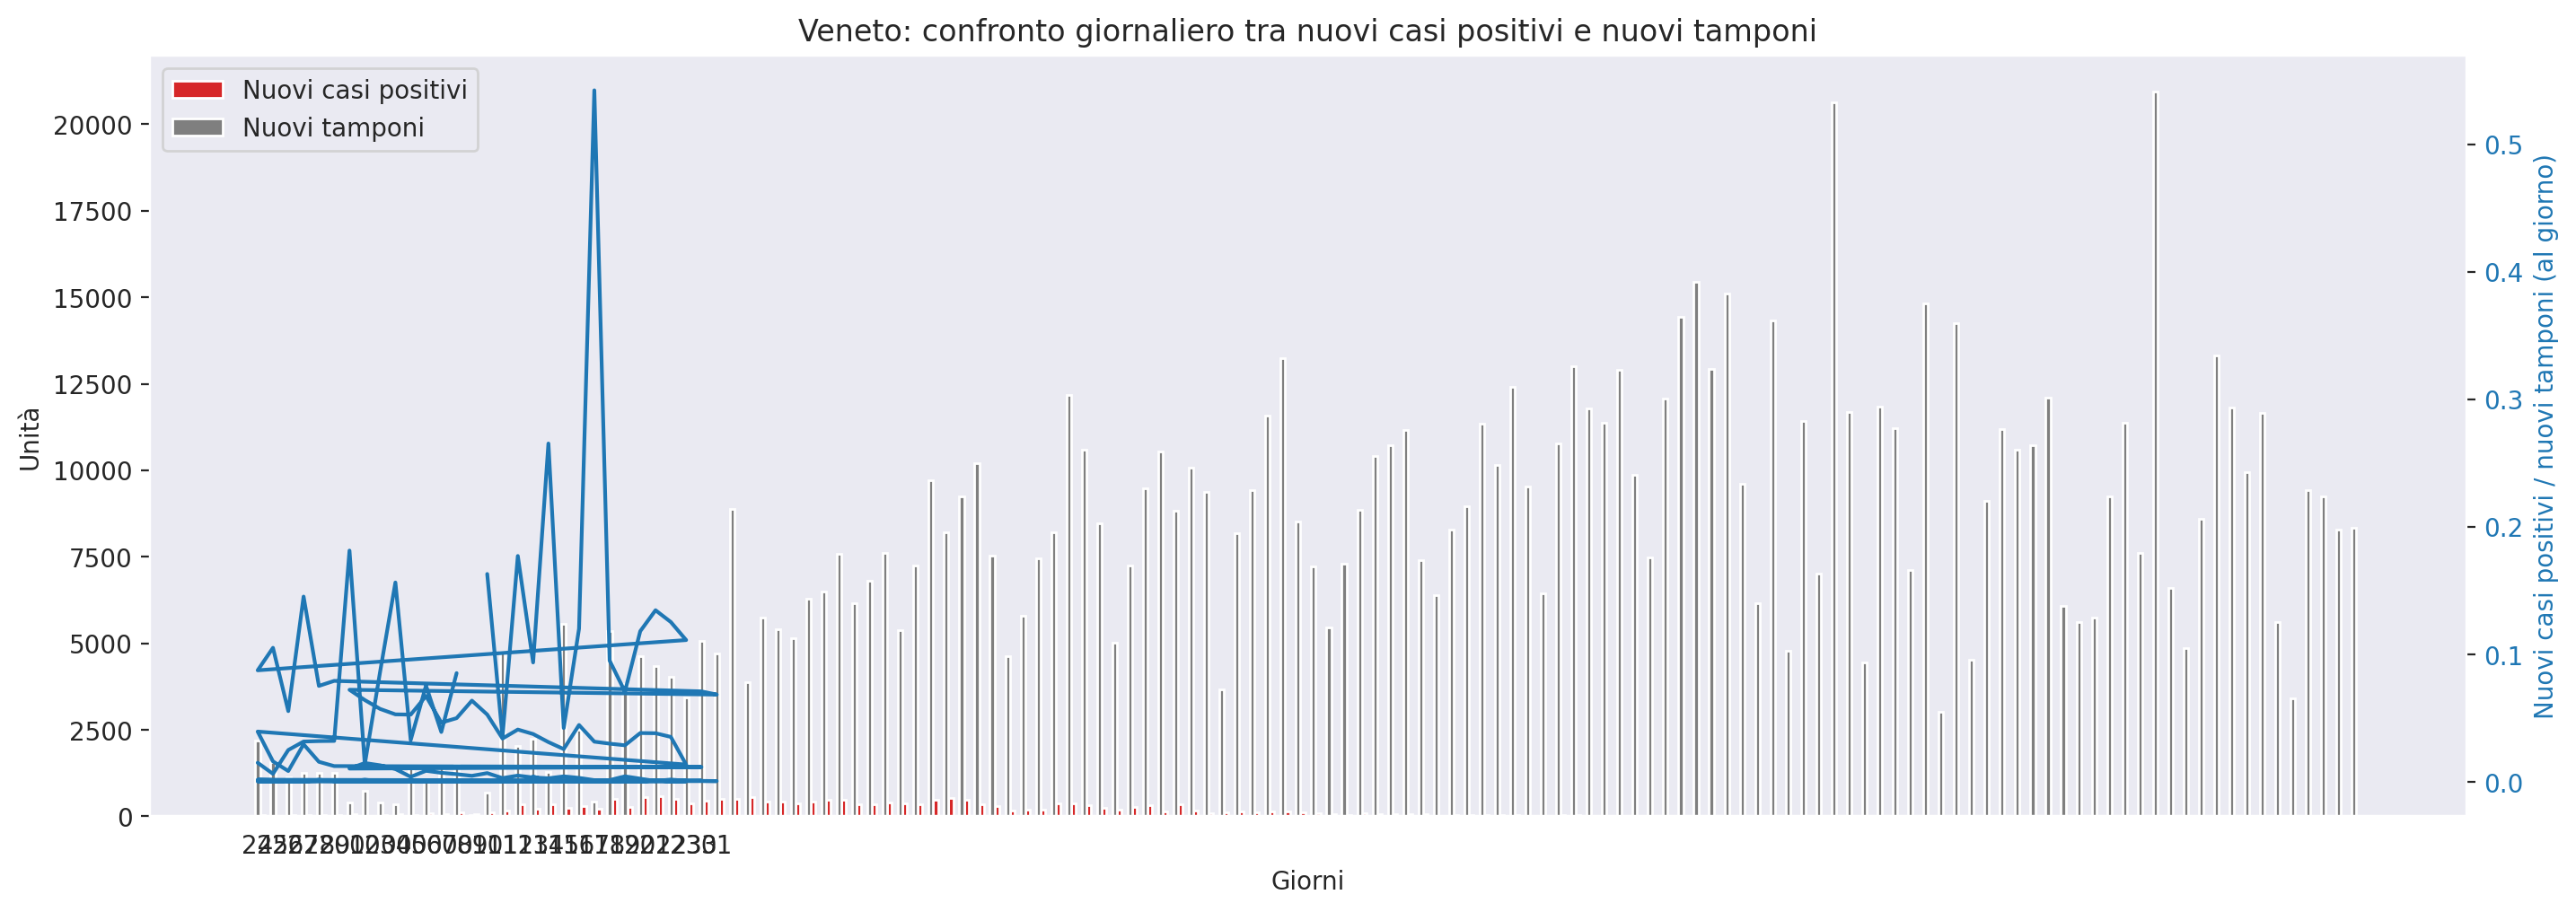 Veneto: confronto giornaliero tra nuovi casi positivi e nuovi tamponi
Nuovi casi positivi
Nuovi tamponi
20000
17500
15000
12500
10000
7500
5000
2500
0
Unità
0.5
0.4
0.3
0.2
0.1
0.0
Nuovi casi positivi / nuovi tamponi (al giorno)
Giorni